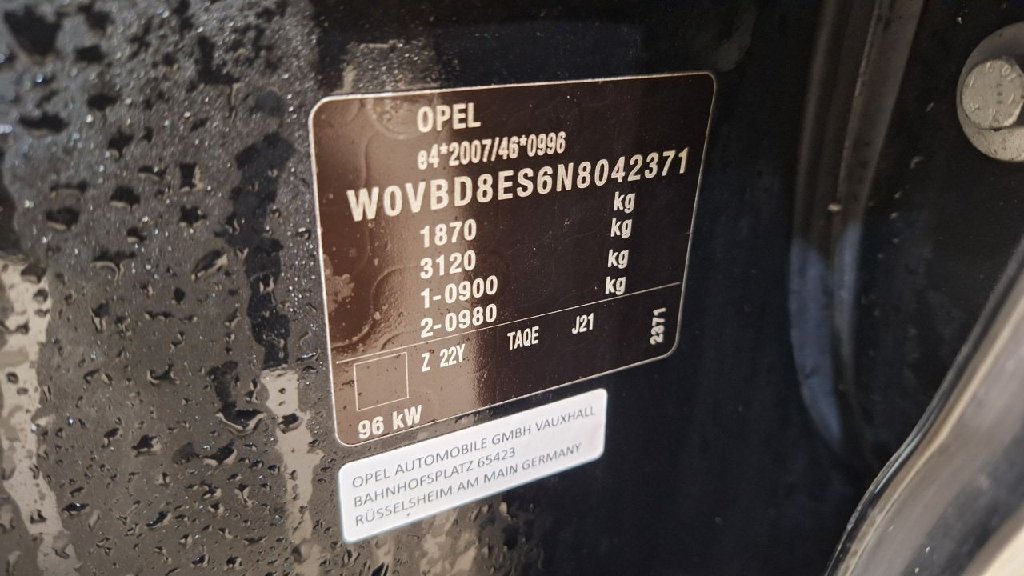 OPEL
e4*2007/46*0996
W0VBD8ES6N8042371
1870 kg
3120 kg
1-0900 kg
2-0980 kg
Z 22Y TAQE J21 2371
96 kW
OPEL AUTOMOBILE GMBH VAUXHALL
BAHNHOFSPLATZ 65423
RÜSSELSHEIM AM MAIN GERMANY